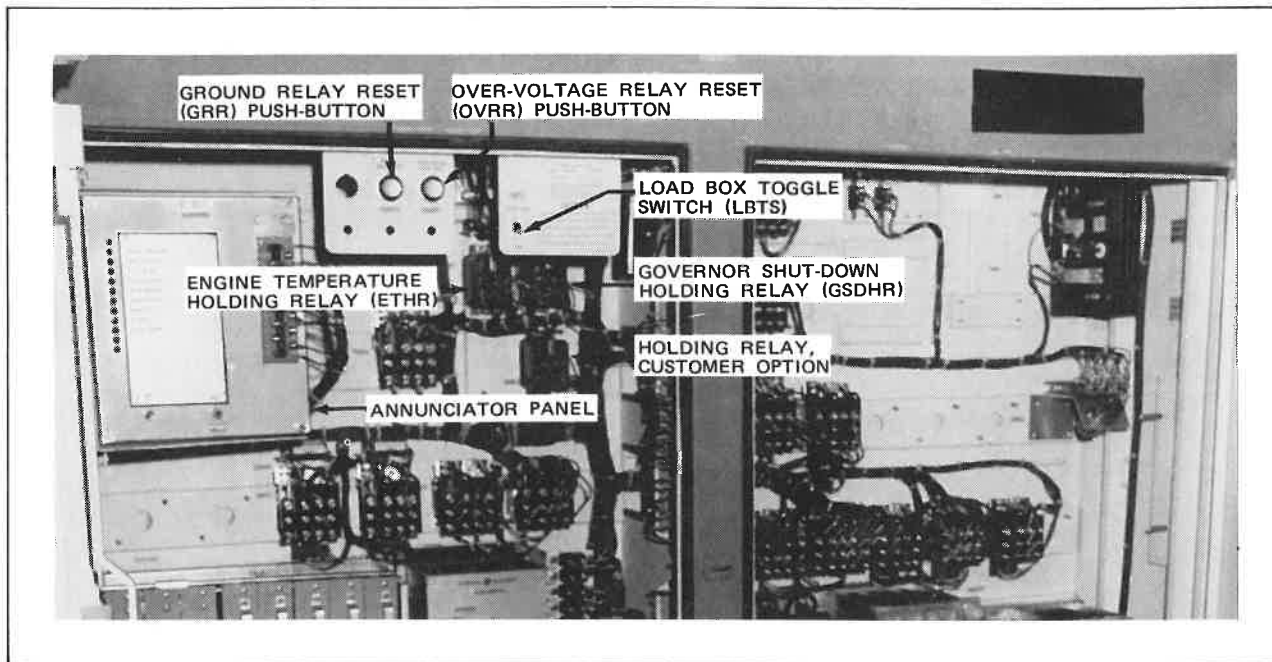 GROUND RELAY RESET
(GRR) PUSH-BUTTON
OVER-VOLTAGE RELAY RESET
(OVRR) PUSH-BUTTON
LOAD BOX TOGGLE
SWITCH (LBTS)
ENGINE TEMPERATURE
HOLDING RELAY (ETHR)
GOVERNOR SHUT-DOWN
HOLDING RELAY (GSDHR)
HOLDING RELAY,
CUSTOMER OPTION
ANNUNCIATOR PANEL